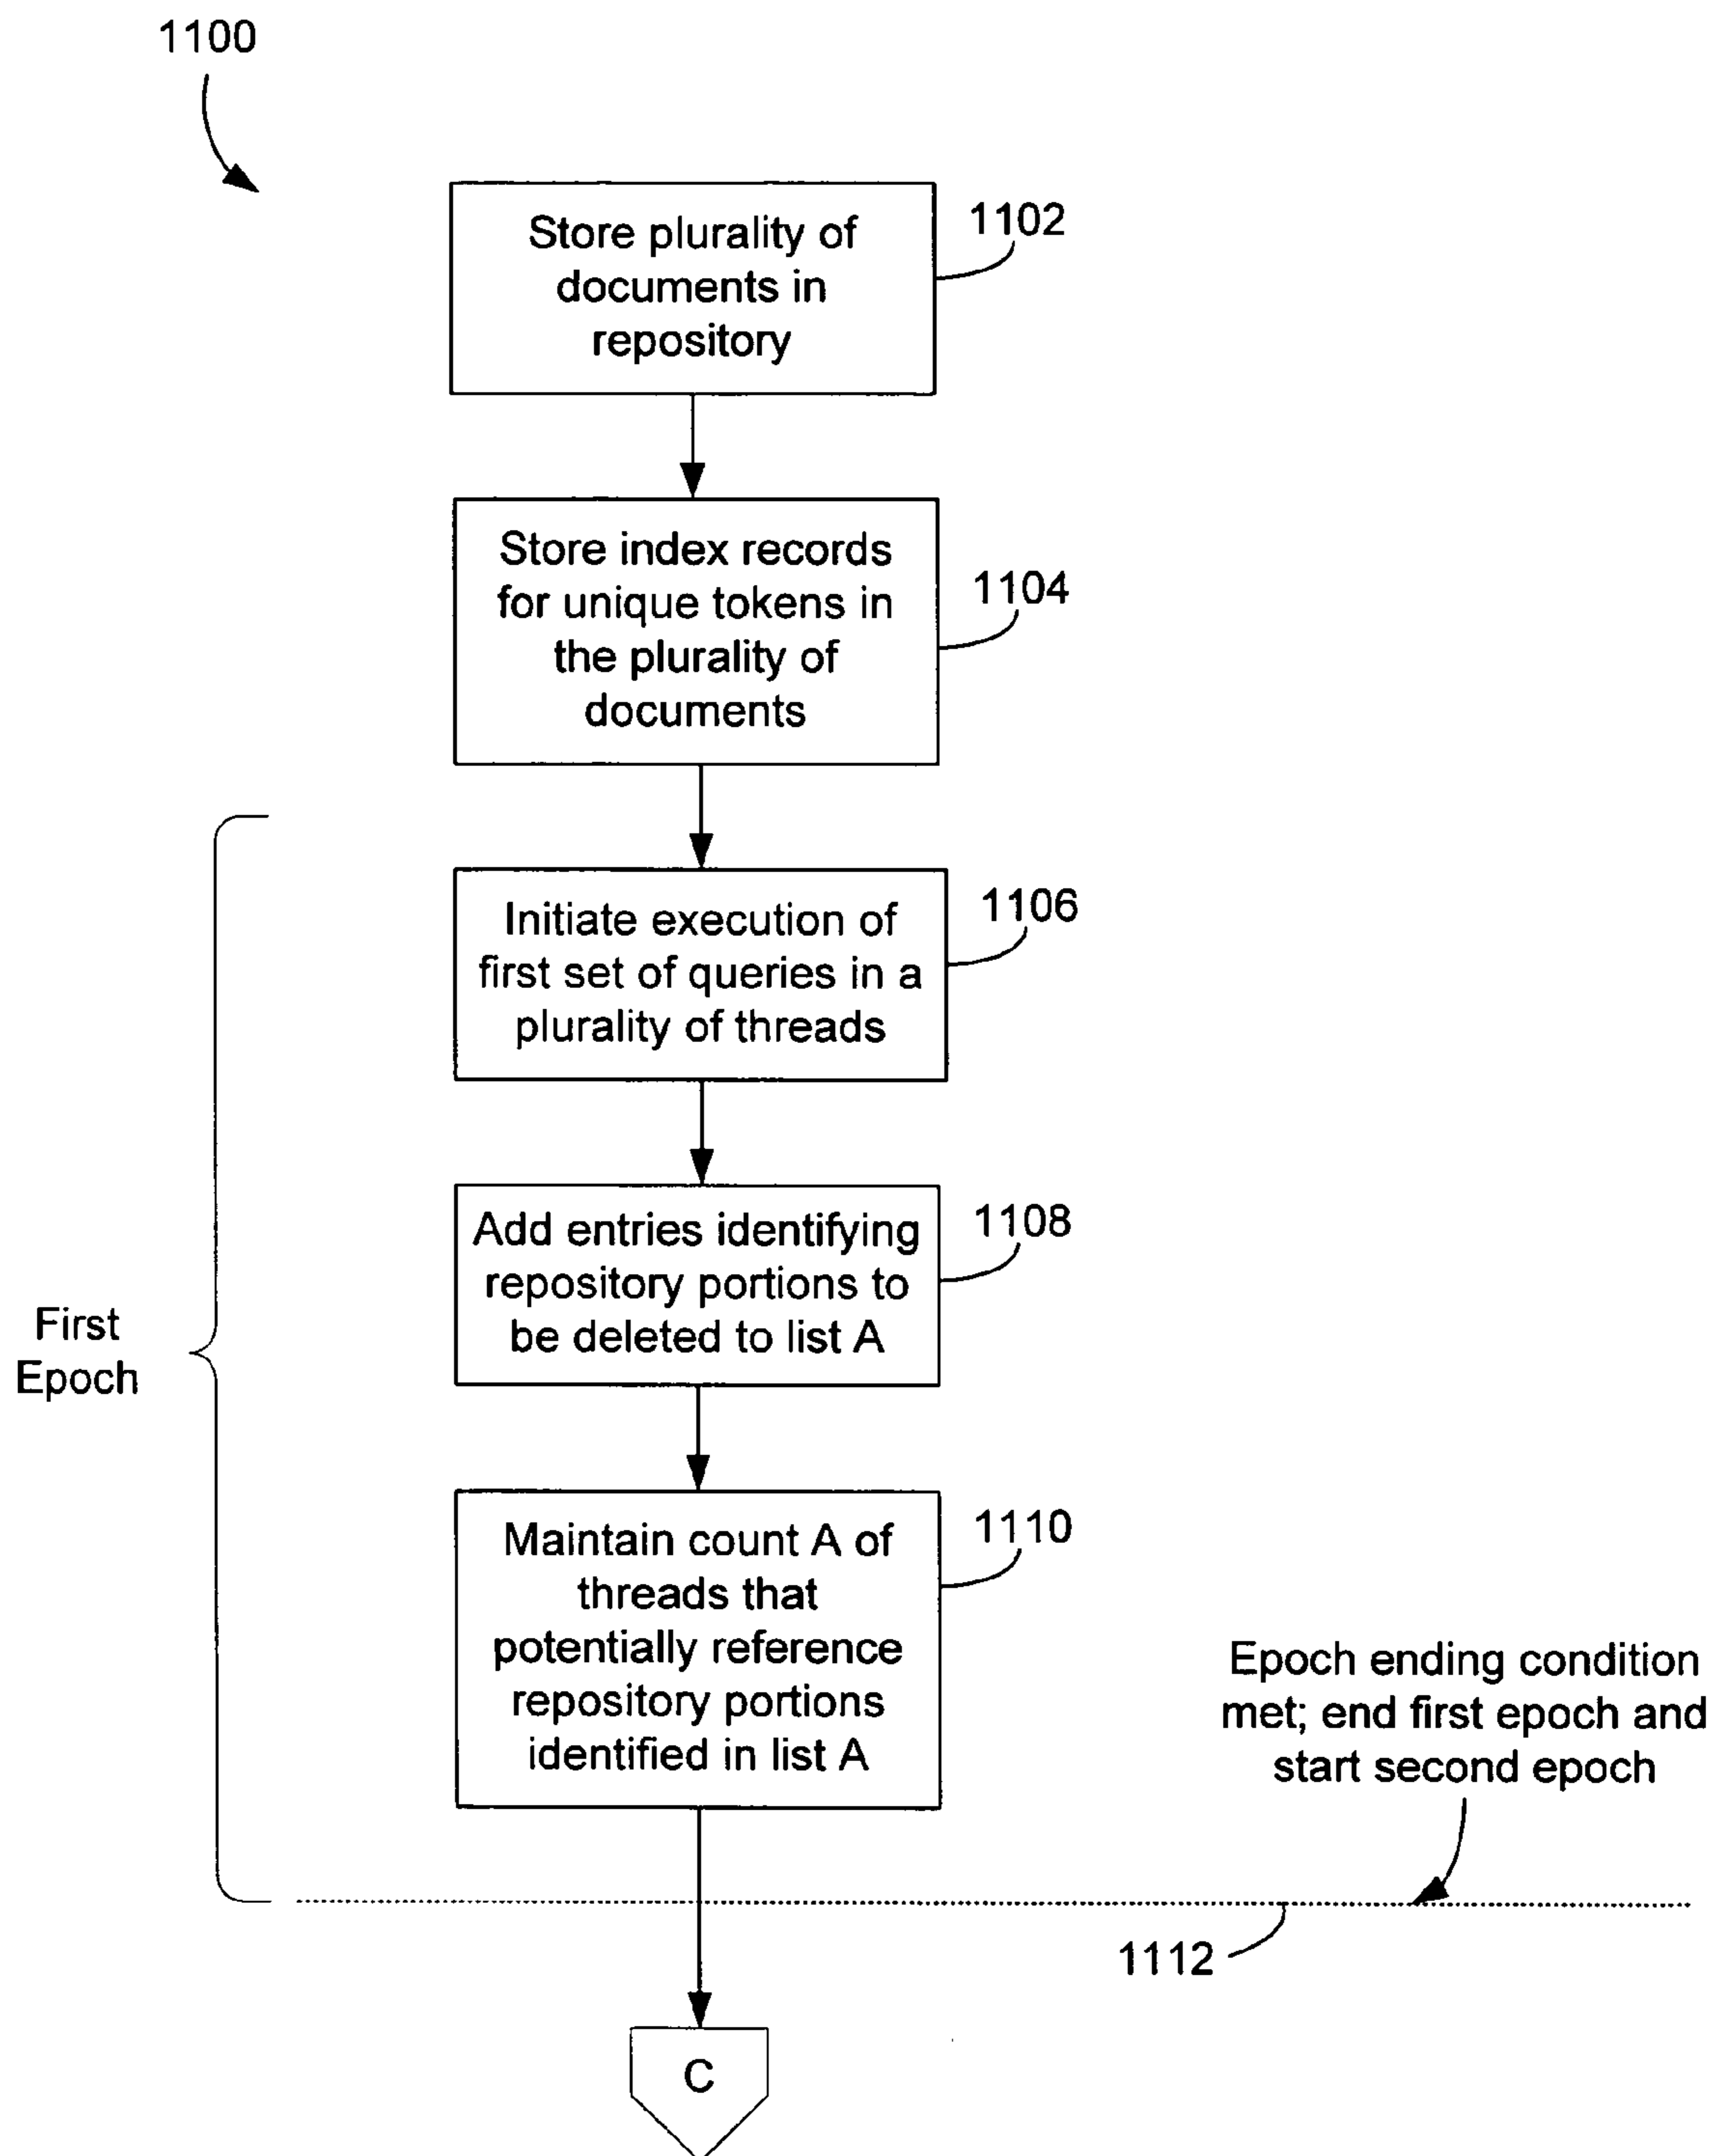 1100
Store plurality of
documents in
repository
1102
Store index records
for unique tokens in
the plurality of
documents
1104
Initiate execution of
first set of queries in a
plurality of threads
1106
Add entries identifying
repository portions to
be deleted to list A
1108
First
Epoch
Maintain count A of
threads that
potentially reference
repository portions
identified in list A
1110
Epoch ending condition
met; end first epoch and
start second epoch
1112
C